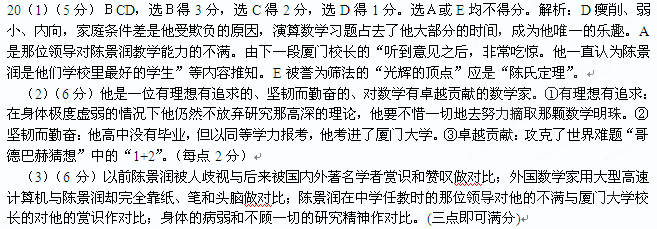 20（1）（5 分）BCD，选 B 得 3 分，选 C 得 2 分，选 D 得 1 分。选 A 或 E 均不得分。解析：D 瘦削、弱
小、内向，家庭条件差是他受欺负的原因，演算数学习题占去了他大部分的时间，成为他唯一的乐趣。A
是那位领导对陈景润教学能力的不满。由下一段厦门校长的“听到意见之后，非常吃惊。他一直认为陈景
润是他们学校里最好的学生”等内容推知。E 被誉为筛法的“光辉的顶点”应是“陈氏定理”。
（2）（6 分）他是一位有理想有追求的、坚韧而勤奋的、对数学有卓越贡献的数学家。①有理想有追求：
在身体极度虚弱的情况下他仍然不放弃研究那高深的理论，他要不惜一切地去努力摘取那颗数学明珠。②
坚韧而勤奋：他高中没有毕业，但以同等学力报考，他考进了厦门大学。③卓越贡献：攻克了世界难题“哥
德巴赫猜想”中的“1+2”。（每点 2 分）
（3）（6 分）以前陈景润被人歧视与后来被国内外著名学者赏识和赞叹做对比；外国数学家用大型高速
计算机与陈景润却完全靠纸、笔和头脑做对比；陈景润在中学任教时的那位领导对他的不满与厦门大学校
长的对他的赏识作对比；身体的病弱和不顾一切的研究精神作对比。（三点即可满分）